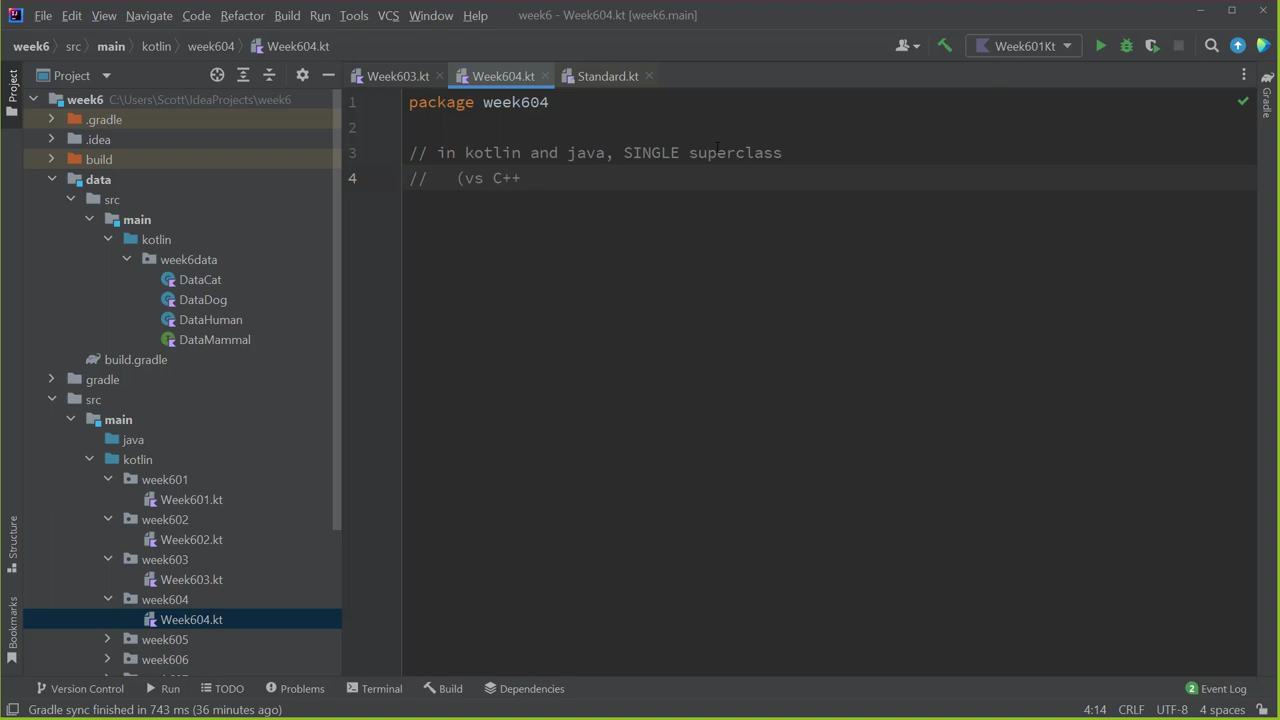 File Edit View Navigate Code Refactor Build Run Tools VCS Window Help week6 - Week604.kt [week6.main]
week6 src main kotlin week604 Week604.kt Week601Kt
Project Week603.kt Week604.kt Standard.kt
Project
Gradle
week6 C:\Users\Scott\IdeaProjects\week6
.gradle
.idea
build
data
src
main
kotlin
week6data
DataCat
DataDog
DataHuman
DataMammal
build.gradle
gradle
src
main
java
kotlin
week601
Week601.kt
week602
Week602.kt
week603
Week603.kt
week604
Week604.kt
week605
week606
1 package week604
2
3 // in kotlin and java, SINGLE superclass
4 //   (vs C++
Structure
Bookmarks
Version Control Run TODO Problems Terminal Build Dependencies 2 Event Log
Gradle sync finished in 743 ms (36 minutes ago) 4:14 CRLF UTF-8 4 spaces